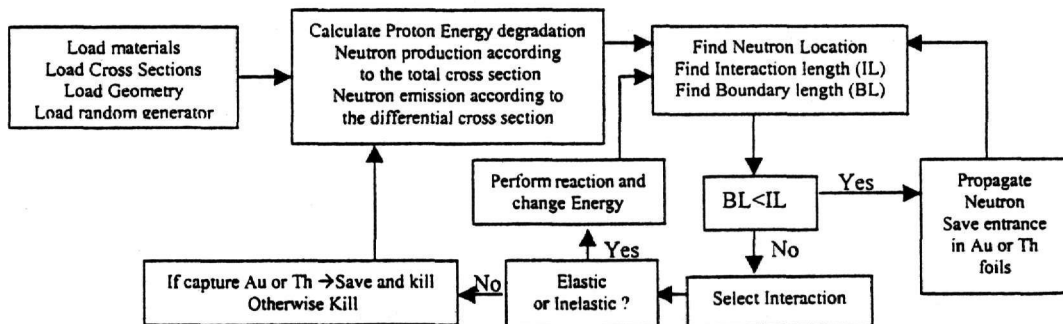 Load materials
Load Cross Sections
Load Geometry
Load random generator
Calculate Proton Energy degradation
Neutron production according
to the total cross section
Neutron emission according to
the differential cross section
Find Neutron Location
Find Interaction length (IL)
Find Boundary length (BL)
Perform reaction and
change Energy
BL<IL
Yes
Propagate
Neutron
Save entrance
in Au or Th
foils
No
Yes
If capture Au or Th →Save and kill
Otherwise Kill
No
Elastic
or Inelastic ?
Select Interaction